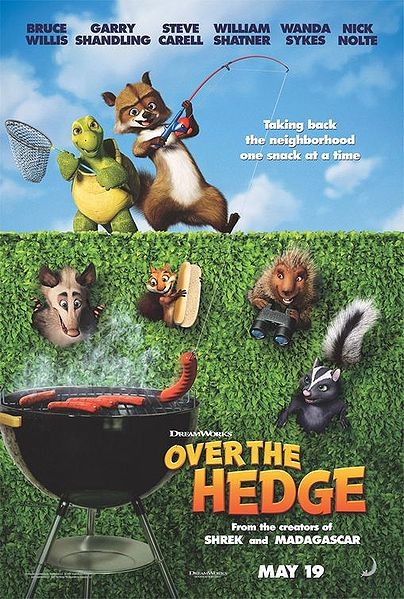 BRUCE GARRY STEVE WILLIAM WANDA NICK
WILLIS SHANDLING CARELL SHATNER SYKES NOLTE
Taking back
the neighborhood
one snack at a time
DREAMWORKS
OVER THE
HEDGE
From the creators of
SHREK and MADAGASCAR
DREAMWORKS
MAY 19